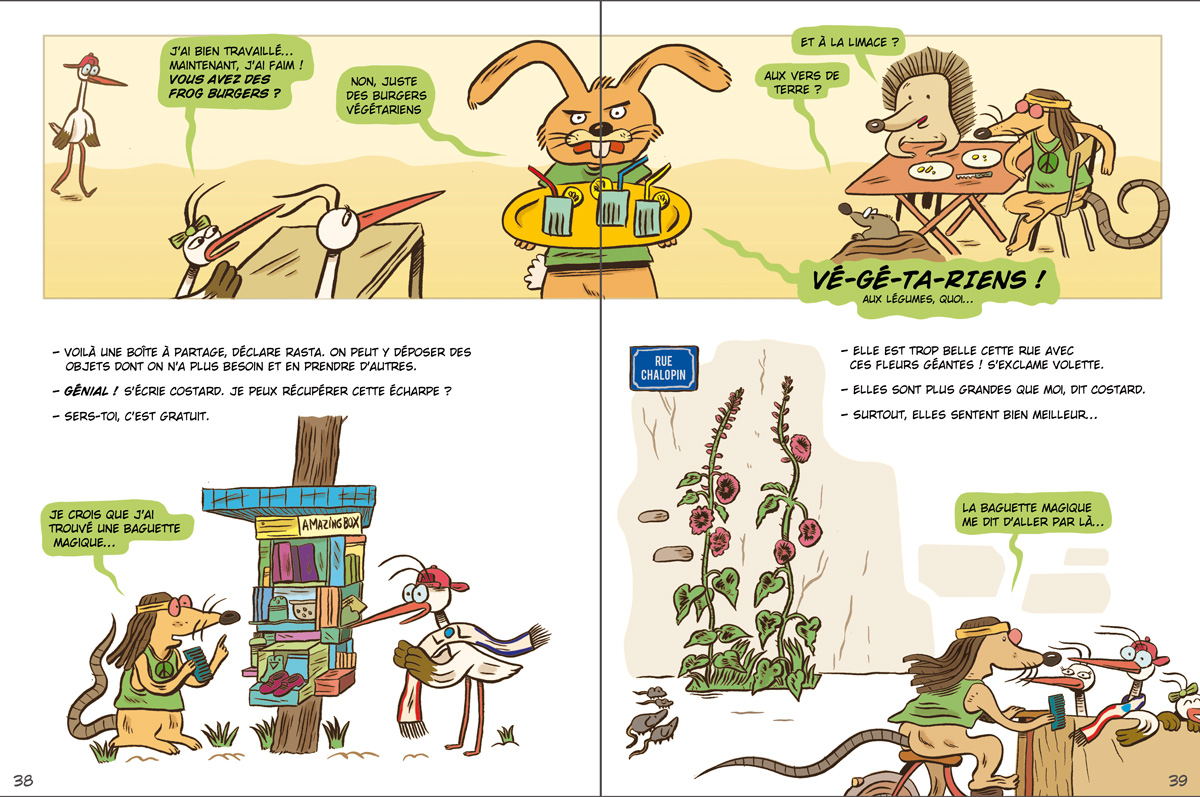 J'AI BIEN TRAVAILLÉ...
MAINTENANT, J'AI FAIM !
VOUS AVEZ DES
FROG BURGERS ?
NON, JUSTE
DES BURGERS
VÉGÉTARIENS
ET À LA LIMACE ?
AUX VERS DE
TERRE ?
VÉ-GÉ-TA-RIENS !
AUX LÉGUMES, QUOI...
– VOILÀ UNE BOÎTE À PARTAGE, DÉCLARE RASTA. ON PEUT Y DÉPOSER DES
OBJETS DONT ON N'A PLUS BESOIN ET EN PRENDRE D'AUTRES.
– GÉNIAL ! S'ÉCRIE COSTARD. JE PEUX RÉCUPÉRER CETTE ÉCHARPE ?
– SERS-TOI, C'EST GRATUIT.
JE CROIS QUE J'AI
TROUVÉ UNE BAGUETTE
MAGIQUE...
AMAZING BOX
38
RUE
CHALOPIN
– ELLE EST TROP BELLE CETTE RUE AVEC
CES FLEURS GÉANTES ! S'EXCLAME VOLETTE.
– ELLES SONT PLUS GRANDES QUE MOI, DIT COSTARD.
– SURTOUT, ELLES SENTENT BIEN MEILLEUR...
LA BAGUETTE MAGIQUE
ME DIT D'ALLER PAR LÀ...
39